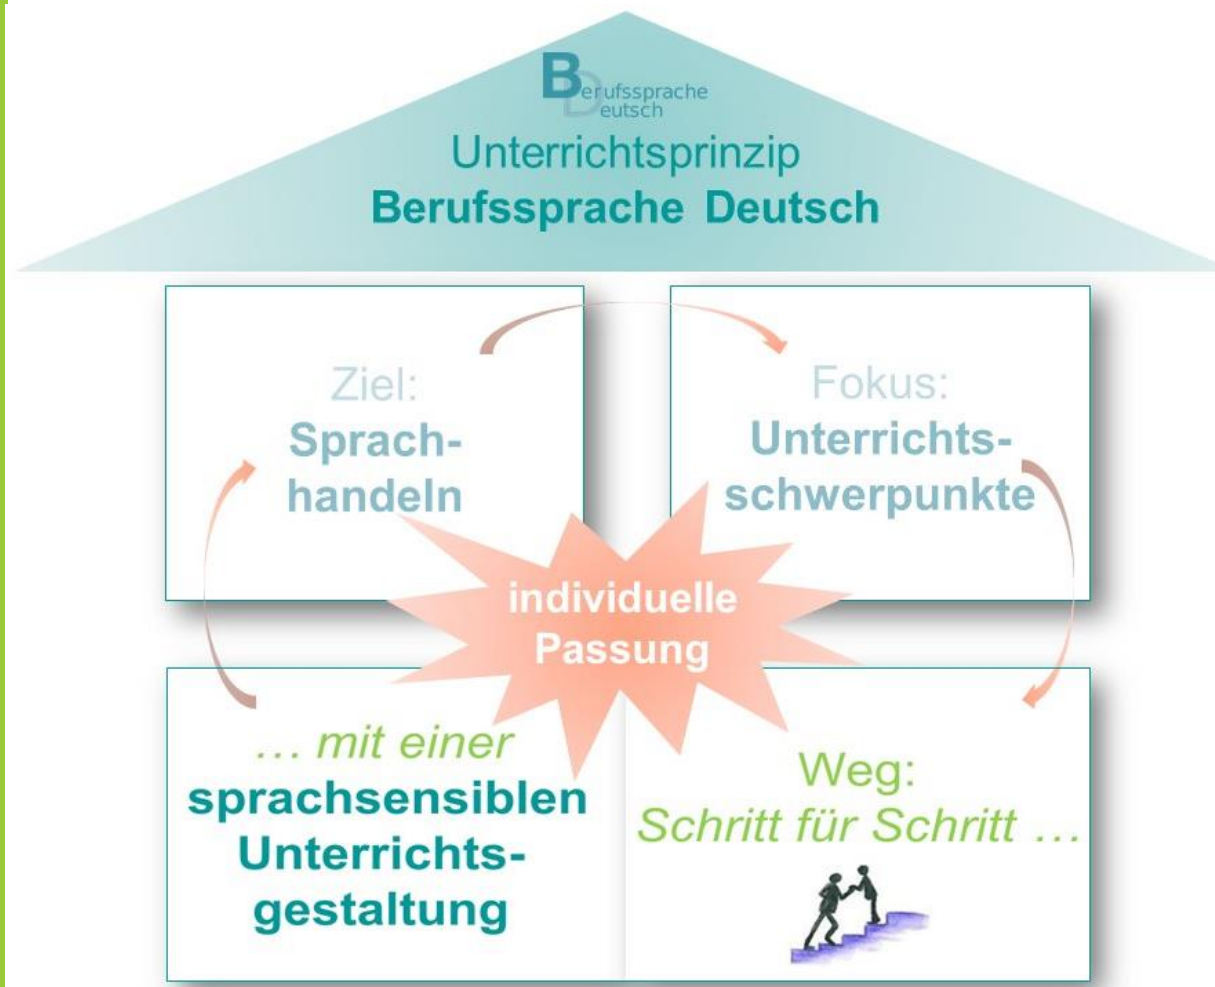 Berufssprache
Deutsch
Unterrichtsprinzip
Berufssprache Deutsch
Ziel:
Sprach-
handeln
Fokus:
Unterrichts-
schwerpunkte
individuelle
Passung
… mit einer
sprachsensiblen
Unterrichts-
gestaltung
Weg:
Schritt für Schritt …